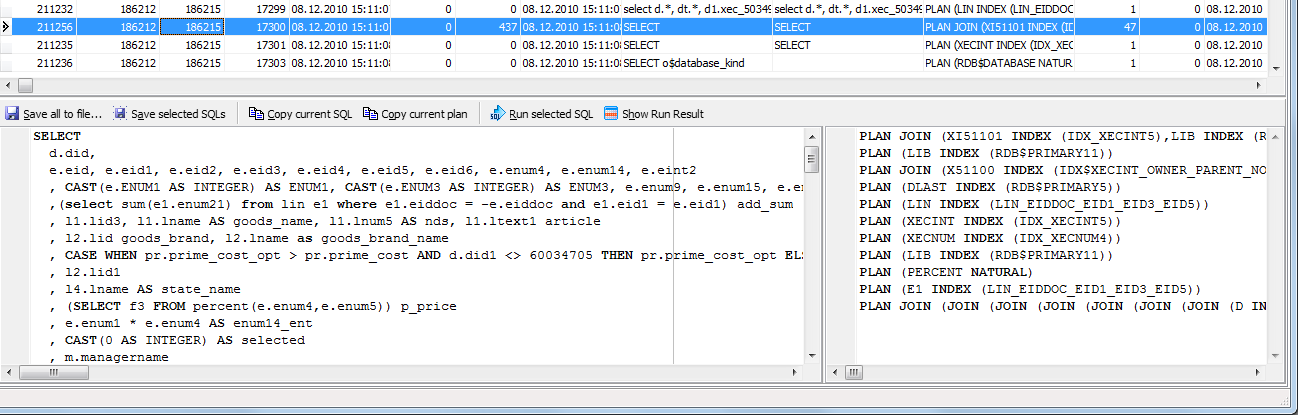 211232 186212 186215 17299 08.12.2010 15:11:0 0 0 08.12.2010 15:11:0 select d.*, dt.*, d1.xec_5034 select d.*, dt.*, d1.xec_5034 PLAN (LIN INDEX (LIN_EIDDOC 1 0 08.12.2010
211256 186212 186215 17300 08.12.2010 15:11:0 0 437 08.12.2010 15:11:0 SELECT SELECT PLAN JOIN (XI51101 INDEX (I 47 0 08.12.2010
211235 186212 186215 17301 08.12.2010 15:11:08 0 0 08.12.2010 15:11:08 SELECT SELECT PLAN (XECINT INDEX (IDX_XEC 1 0 08.12.2010
211236 186212 186215 17303 08.12.2010 15:11:08 0 0 08.12.2010 15:11:08 SELECT o$database_kind PLAN (RDB$DATABASE NATUR 1 0 08.12.2010
Save all to file... Save selected SQLs Copy current SQL Copy current plan Run selected SQL Show Run Result
SELECT
d.did,
e.eid, e.eid1, e.eid2, e.eid3, e.eid4, e.eid5, e.eid6, e.enum4, e.enum14, e.eint2
, CAST(e.ENUM1 AS INTEGER) AS ENUM1, CAST(e.ENUM3 AS INTEGER) AS ENUM3, e.enum9, e.enum15, e.e
,(select sum(e1.enum21) from lin e1 where e1.eiddoc = -e.eiddoc and e1.eid1 = e.eid1) add_sum
, l1.lid3, l1.lname AS goods_name, l1.lnum5 AS nds, l1.ltext1 article
, l2.lid goods_brand, l2.lname as goods_brand_name
, CASE WHEN pr.prime_cost_opt > pr.prime_cost AND d.did1 <> 60034705 THEN pr.prime_cost_opt EL
, l2.lid1
, l4.lname AS state_name
, (SELECT f3 FROM percent(e.enum4,e.enum5)) p_price
, e.enum1 * e.enum4 AS enum14_ent
, CAST(0 AS INTEGER) AS selected
, m.managername
PLAN JOIN (XI51101 INDEX (IDX_XECINT5),LIB INDEX (R
PLAN (LIB INDEX (RDB$PRIMARY11))
PLAN JOIN (X51100 INDEX (IDX$XECINT_OWNER_PARENT_NO
PLAN (DLAST INDEX (RDB$PRIMARY5))
PLAN (LIN INDEX (LIN_EIDDOC_EID1_EID3_EID5))
PLAN (XECINT INDEX (IDX_XECINT5))
PLAN (XECNUM INDEX (IDX_XECNUM4))
PLAN (LIB INDEX (RDB$PRIMARY11))
PLAN (PERCENT NATURAL)
PLAN (E1 INDEX (LIN_EIDDOC_EID1_EID3_EID5))
PLAN JOIN (JOIN (JOIN (JOIN (JOIN (JOIN (JOIN (D IN